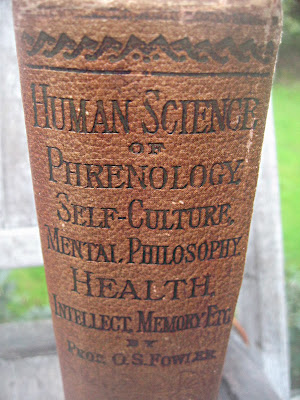 HUMAN SCIENCE,
OF
PHRENOLOGY,
SELF-CULTURE,
MENTAL PHILOSOPHY,
HEALTH,
INTELLECT, MEMORY, ETC.
BY
PROF. O.S. FOWLER.